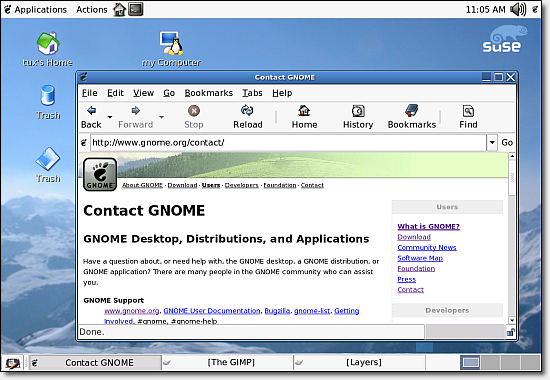 Applications Actions 11:05 AM
suse
tux's Home
my Computer
Trash
Trash
Contact GNOME
File Edit View Go Bookmarks Tabs Help
Back Forward Stop Reload Home History Bookmarks Find
http://www.gnome.org/contact/ Go
GNOME
About GNOME · Download · Users · Developers · Foundation · Contact
Contact GNOME
GNOME Desktop, Distributions, and Applications
Have a question about, or need help with, the GNOME desktop, a GNOME distribution, or
GNOME application? There are many people in the GNOME community who can assist
you.
GNOME Support
www.gnome.org, GNOME User Documentation, Bugzilla, gnome-list, Getting
Involved, #gnome, #gnome-help
Users
What is GNOME?
Download
Community News
Software Map
Foundation
Press
Contact
Developers
Done.
Contact GNOME [The GIMP] [Layers]